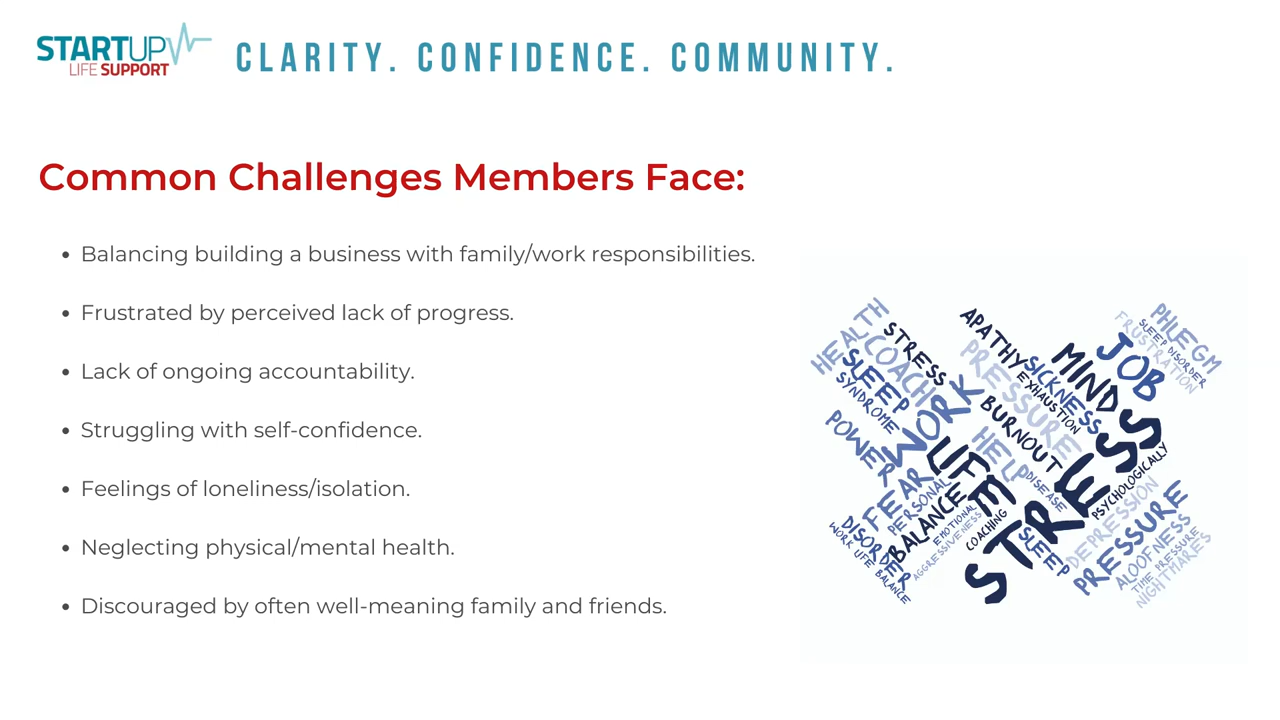 STARTUP
LIFE SUPPORT
CLARITY. CONFIDENCE. COMMUNITY.
Common Challenges Members Face:
• Balancing building a business with family/work responsibilities.
• Frustrated by perceived lack of progress.
• Lack of ongoing accountability.
• Struggling with self-confidence.
• Feelings of loneliness/isolation.
• Neglecting physical/mental health.
• Discouraged by often well-meaning family and friends.
HEALTH
STRESS
COACH
SLEEP
SYNDROME
WORK
POWER
APATHY
PRESSURE
SICKNESS
EXHAUSTION
BURNOUT
MIND
JOB
PHLEGM
SLEEP DISORDER
FRUSTRATION
LIFE
HELP
DISEASE
FEAR
PERSONAL
BALANCE
EMOTIONAL
AGGRESSIVENESS
COACHING
DISORDER
WORK LIFE BALANCE
STRESS
SLEEP
PSYCHOLOGICALLY
DEPRESSION
PRESSURE
ALOOFNESS
TIME PRESSURE
NIGHTMARES